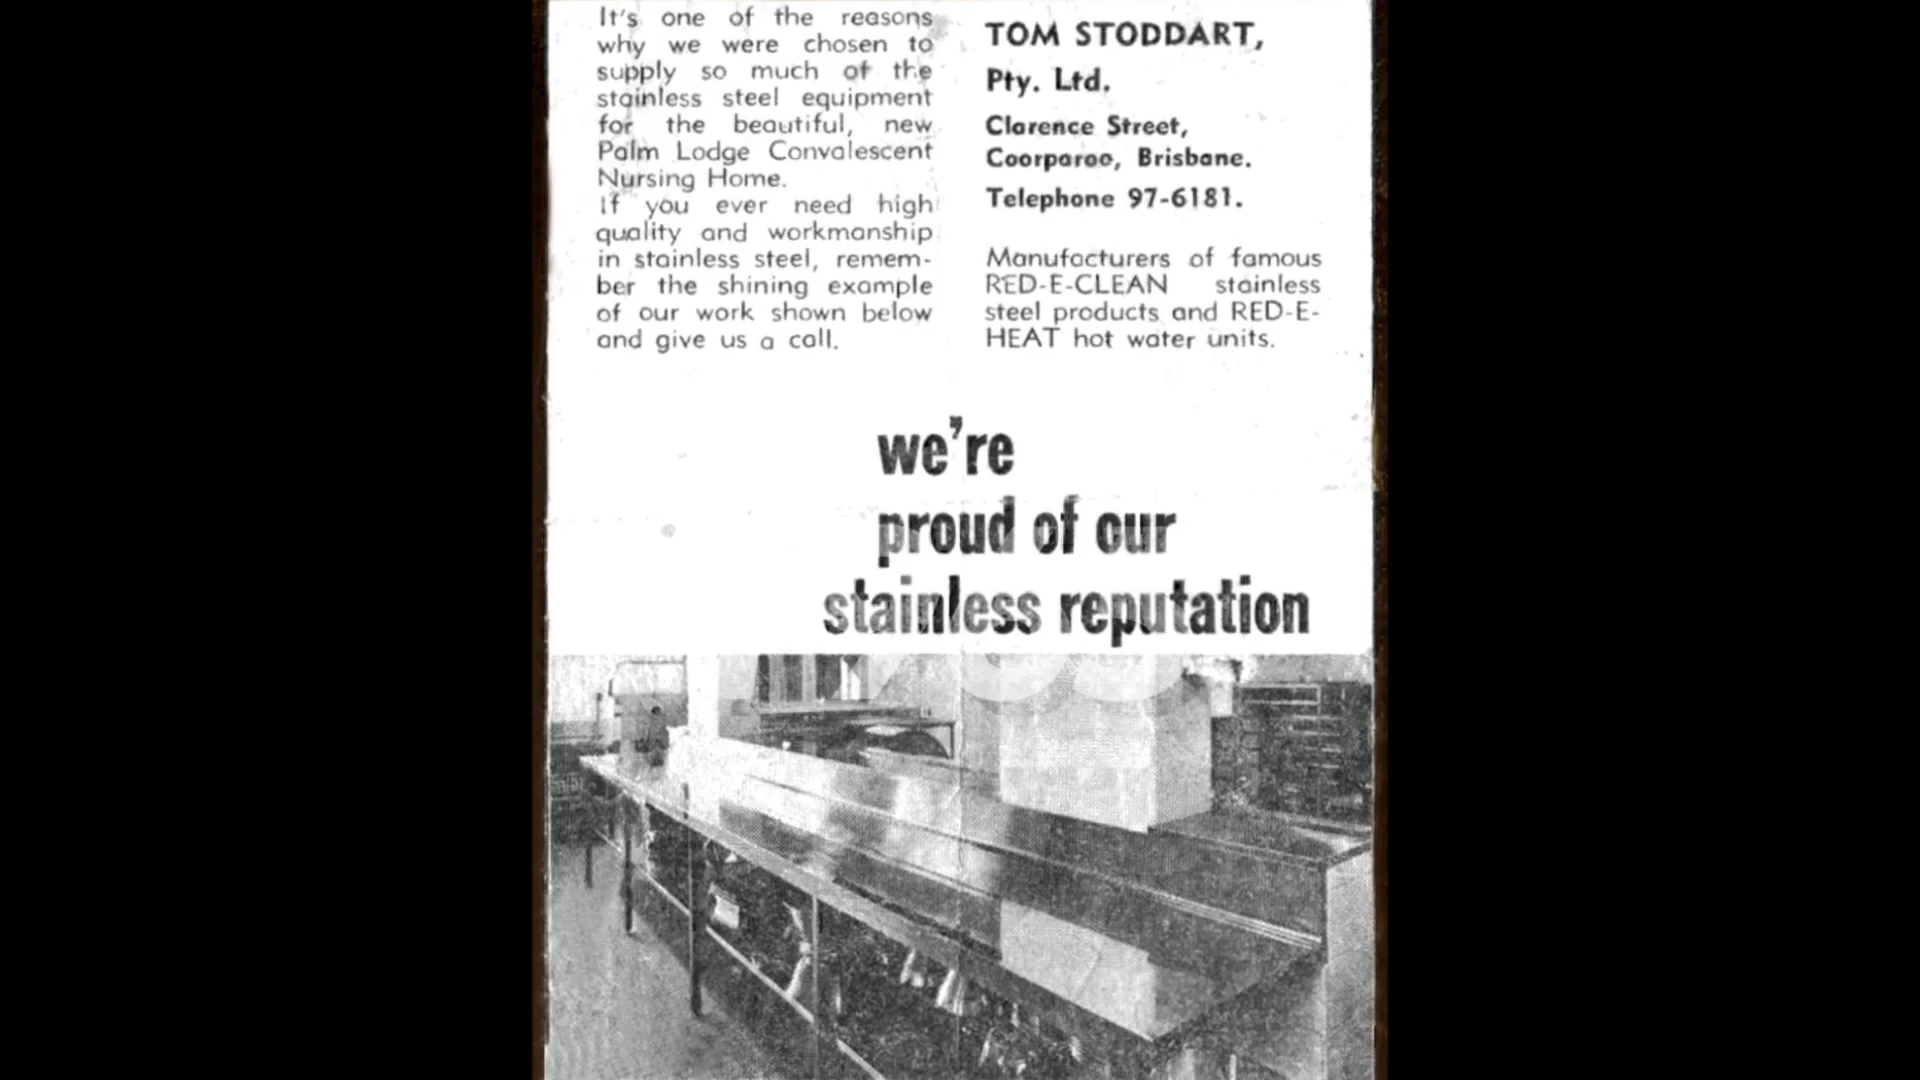 It's one of the reasons
why we were chosen to
supply so much of the
stainless steel equipment
for the beautiful, new
Palm Lodge Convalescent
Nursing Home.
If you ever need high
quality and workmanship
in stainless steel, remem-
ber the shining example
of our work shown below
and give us a call.
TOM STODDART,
Pty. Ltd.
Clarence Street,
Coorparoo, Brisbane.
Telephone 97-6181.
Manufacturers of famous
RED-E-CLEAN stainless
steel products and RED-E-
HEAT hot water units.
we're
proud of our
stainless reputation